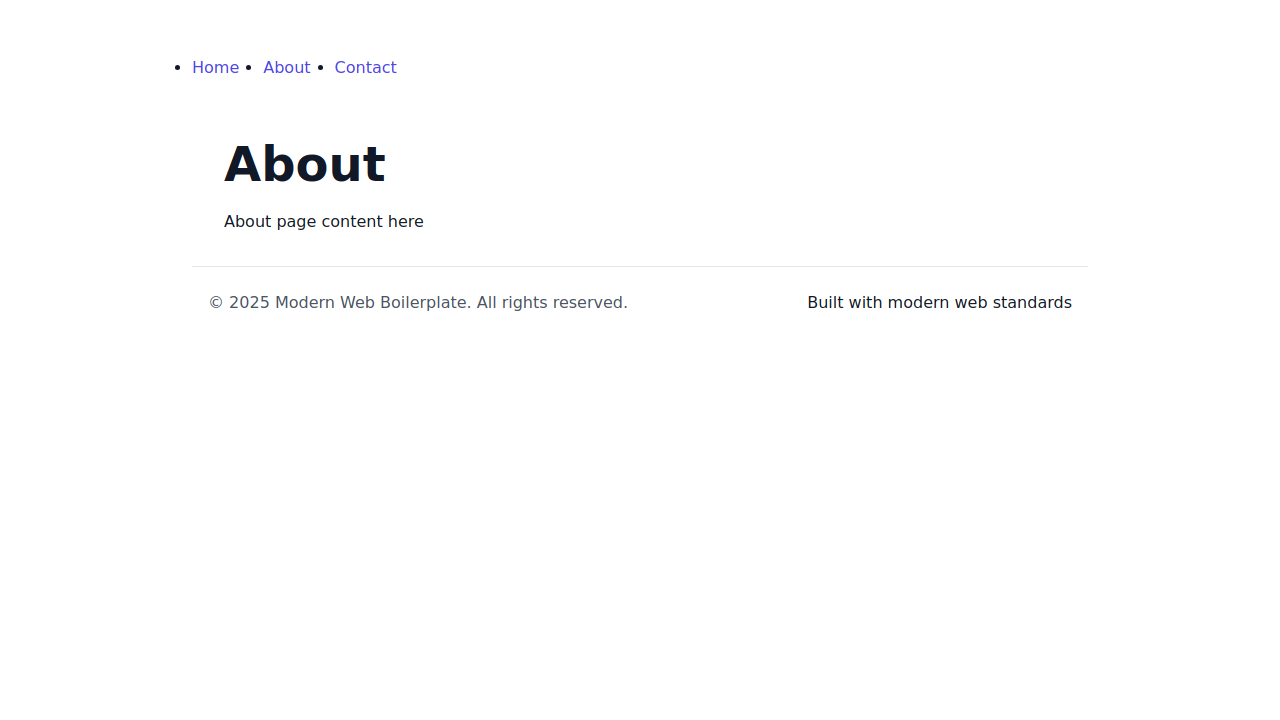 • Home • About • Contact
About
About page content here
© 2025 Modern Web Boilerplate. All rights reserved. Built with modern web standards